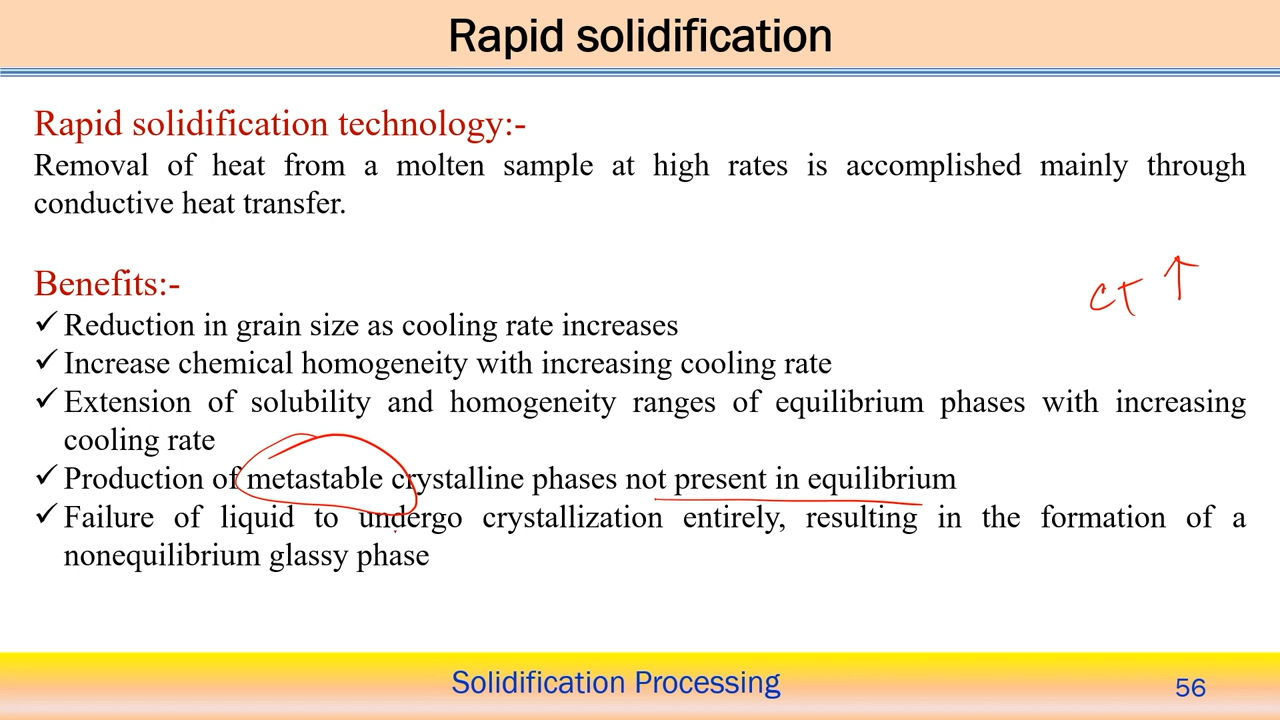 Rapid solidification
Rapid solidification technology:-
Removal of heat from a molten sample at high rates is accomplished mainly through
conductive heat transfer.
Benefits:-
✓ Reduction in grain size as cooling rate increases
✓ Increase chemical homogeneity with increasing cooling rate
✓ Extension of solubility and homogeneity ranges of equilibrium phases with increasing
cooling rate
✓ Production of metastable crystalline phases not present in equilibrium
✓ Failure of liquid to undergo crystallization entirely, resulting in the formation of a
nonequilibrium glassy phase
Solidification Processing
56